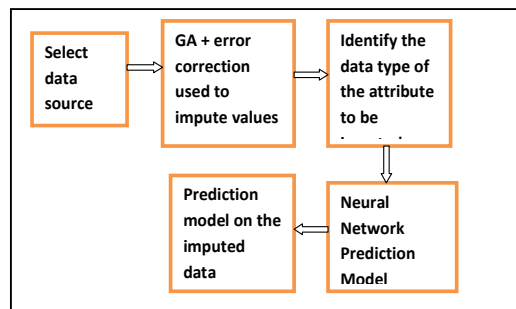 Select
data
source
GA + error
correction
used to
impute values
Identify the
data type of
the attribute
to be
Prediction
model on the
imputed
data
Neural
Network
Prediction
Model